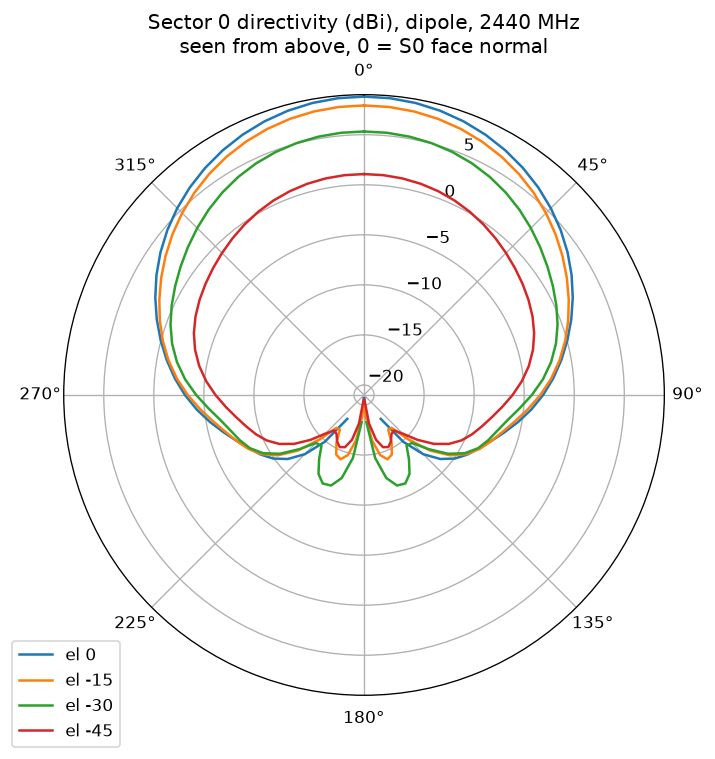 Sector 0 directivity (dBi), dipole, 2440 MHz
seen from above, 0 = S0 face normal
0°
315°
45°
5
0
−5
−10
−15
−20
270°
90°
225°
135°
180°
el 0
el -15
el -30
el -45